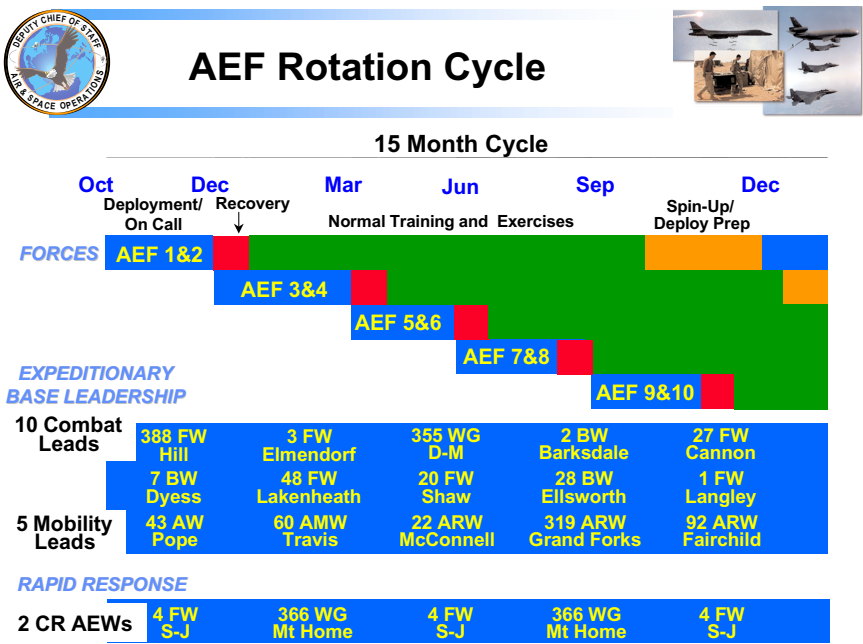 DEPUTY CHIEF OF STAFF
AIR & SPACE OPERATIONS
AEF Rotation Cycle
15 Month Cycle
Oct Dec Mar Jun Sep Dec
Deployment/
On Call
Recovery
Normal Training and Exercises
Spin-Up/
Deploy Prep
FORCES
AEF 1&2
AEF 3&4
AEF 5&6
AEF 7&8
AEF 9&10
EXPEDITIONARY
BASE LEADERSHIP
10 Combat
Leads
388 FW 3 FW 355 WG 2 BW 27 FW
Hill Elmendorf D-M Barksdale Cannon
7 BW 48 FW 20 FW 28 BW 1 FW
Dyess Lakenheath Shaw Ellsworth Langley
5 Mobility
Leads
43 AW 60 AMW 22 ARW 319 ARW 92 ARW
Pope Travis McConnell Grand Forks Fairchild
RAPID RESPONSE
2 CR AEWs
4 FW 366 WG 4 FW 366 WG 4 FW
S-J Mt Home S-J Mt Home S-J